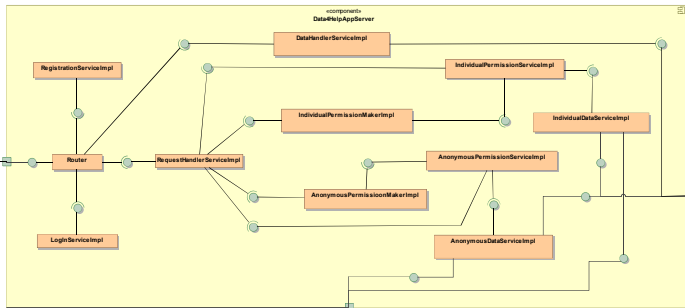 «component»
Data4HelpAppServer
DataHandlerServiceImpl
RegistrationServiceImpl
IndividualPermissionServiceImpl
IndividualPermissionMakerImpl
IndividualDataServiceImpl
Router
RequestHandlerServiceImpl
AnonymousPermissionServiceImpl
AnonymousPermissioonMakerImpl
LogInServiceImpl
AnonymousDataServiceImpl